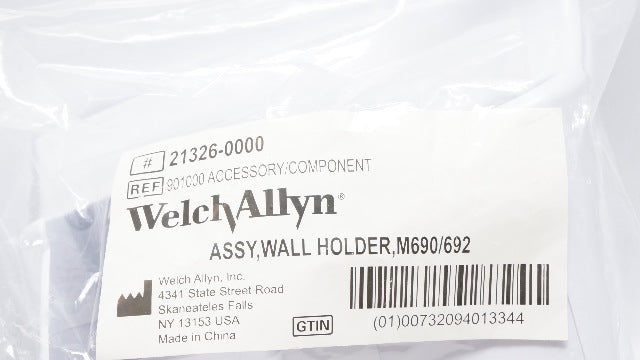 # 21326-0000
REF 901000 ACCESSORY/COMPONENT
WelchAllyn®
ASSY,WALL HOLDER,M690/692
Welch Allyn, Inc.
4341 State Street Road
Skaneateles Falls
NY 13153 USA
Made in China
GTIN
(01)00732094013344